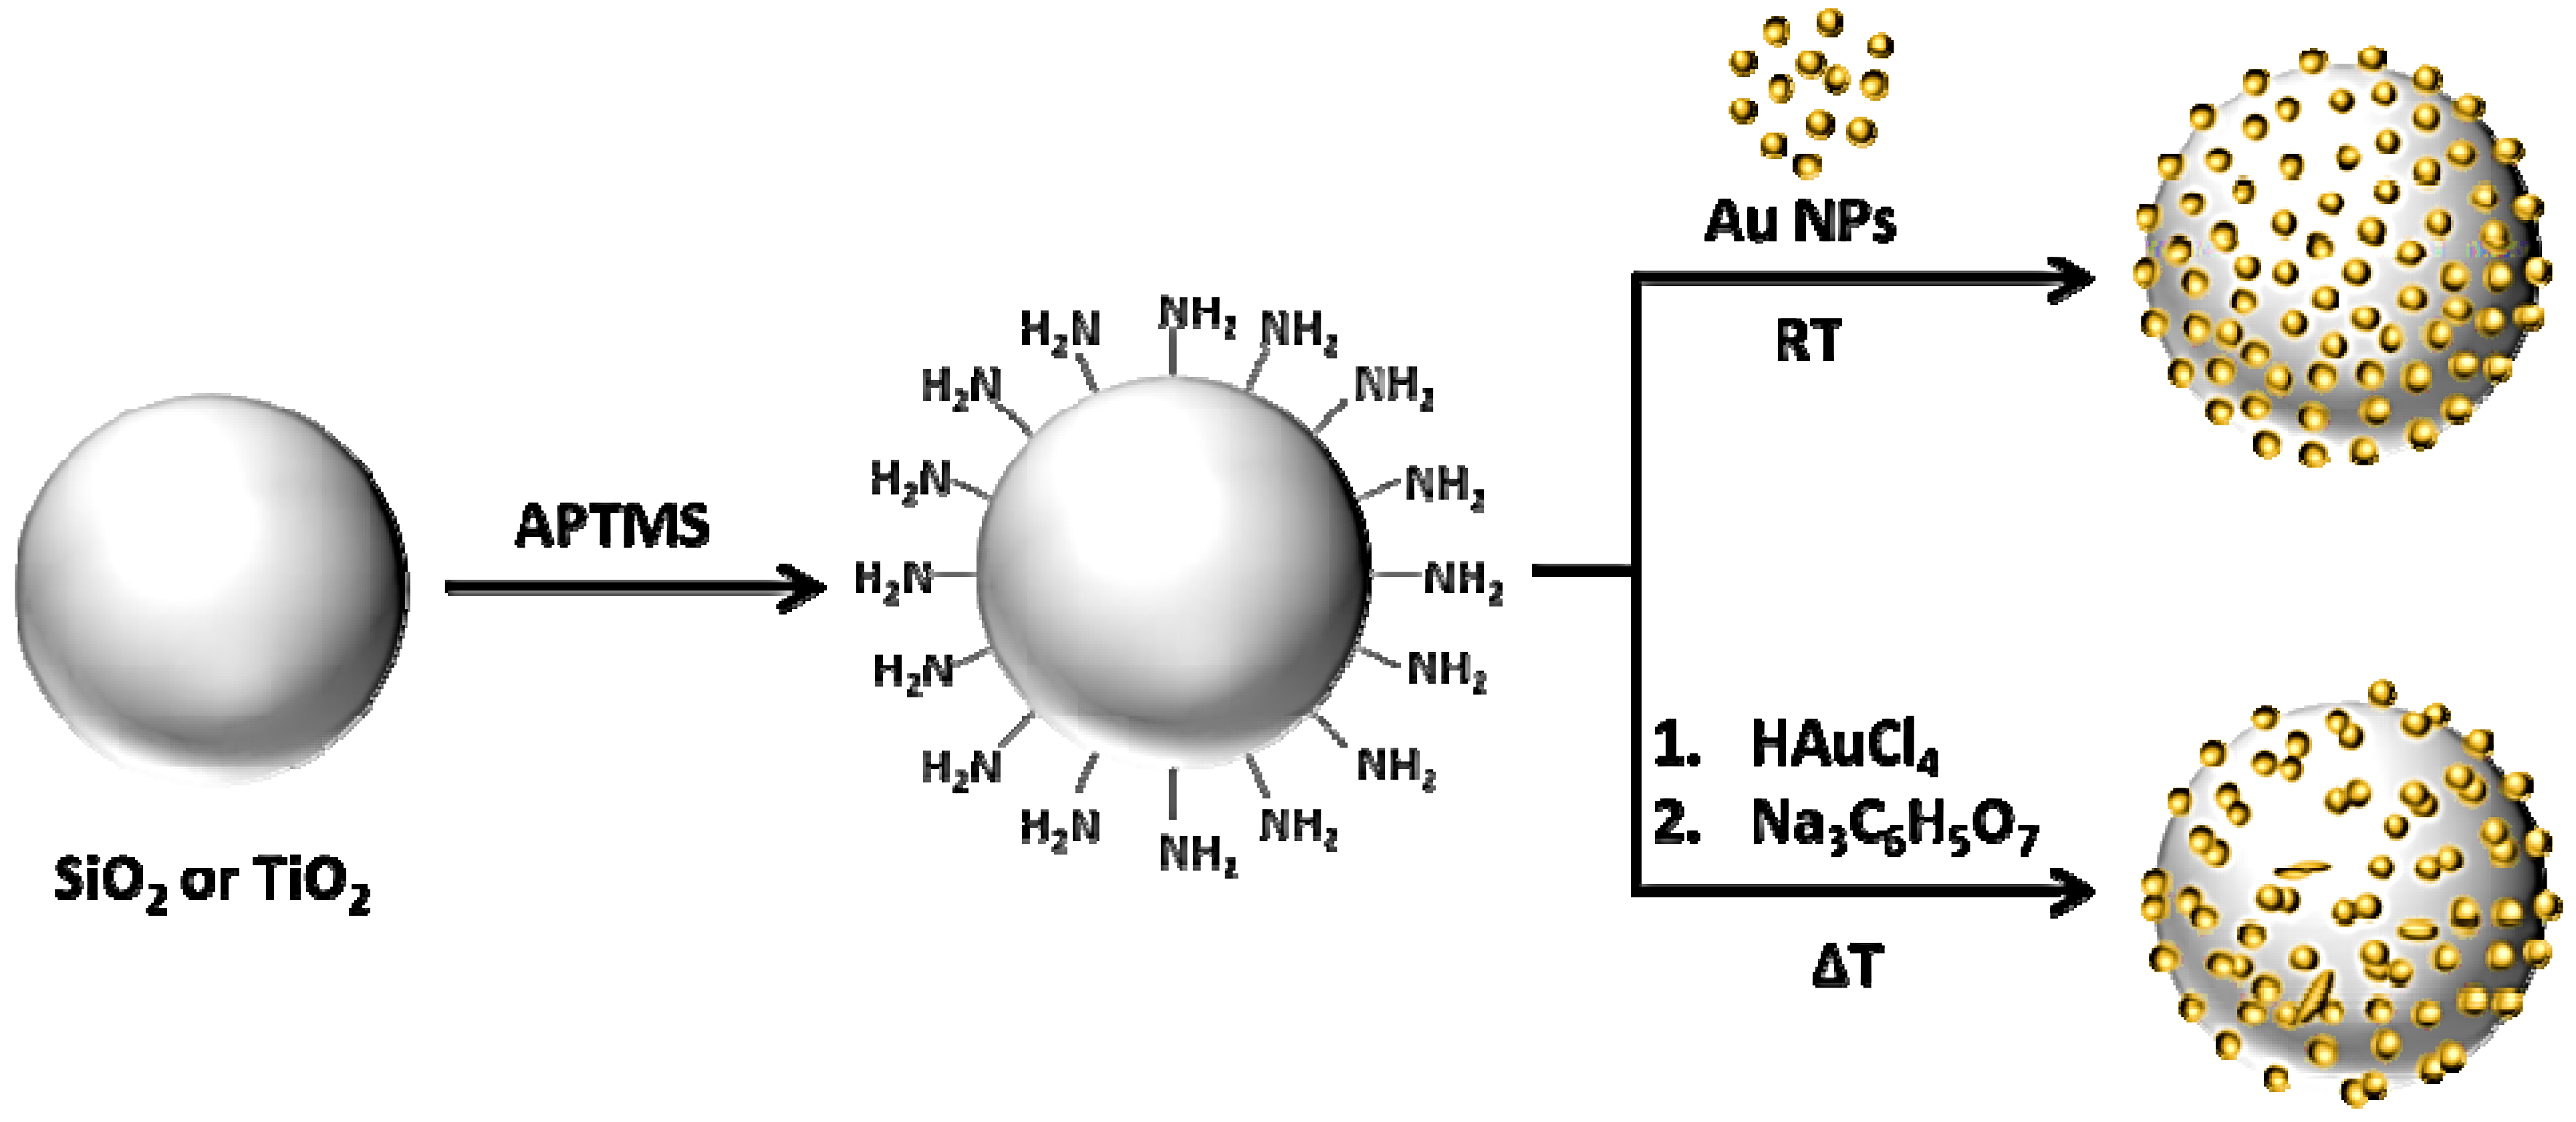 SiO₂ or TiO₂
APTMS
NH₂
H₂N
NH₂
H₂N
NH₂
H₂N
NH₂
H₂N
NH₂
H₂N
NH₂
H₂N
NH₂
H₂N
NH₂
NH₂
Au NPs
RT
1. HAuCl₄
2. Na₃C₆H₅O₇
ΔT